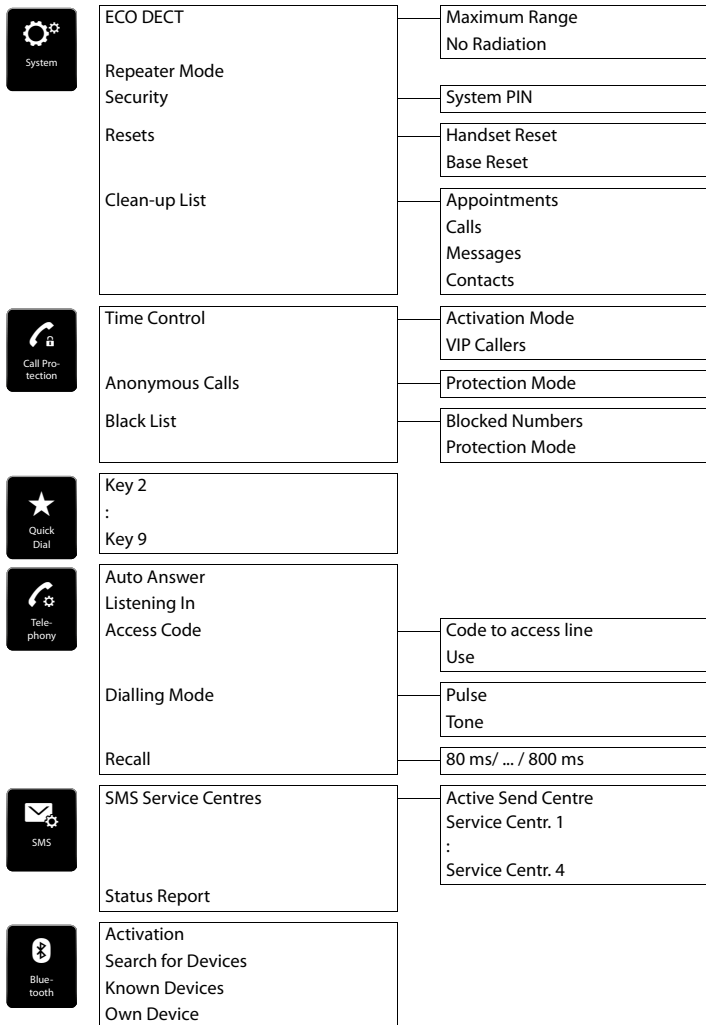 System
ECO DECT
Maximum Range
No Radiation
Repeater Mode
Security
System PIN
Resets
Handset Reset
Base Reset
Clean-up List
Appointments
Calls
Messages
Contacts
Call Pro-
tection
Time Control
Activation Mode
VIP Callers
Anonymous Calls
Protection Mode
Black List
Blocked Numbers
Protection Mode
Quick
Dial
Key 2
:
Key 9
Tele-
phony
Auto Answer
Listening In
Access Code
Code to access line
Use
Dialling Mode
Pulse
Tone
Recall
80 ms/ ... / 800 ms
SMS
SMS Service Centres
Active Send Centre
Service Centr. 1
:
Service Centr. 4
Status Report
Blue-
tooth
Activation
Search for Devices
Known Devices
Own Device